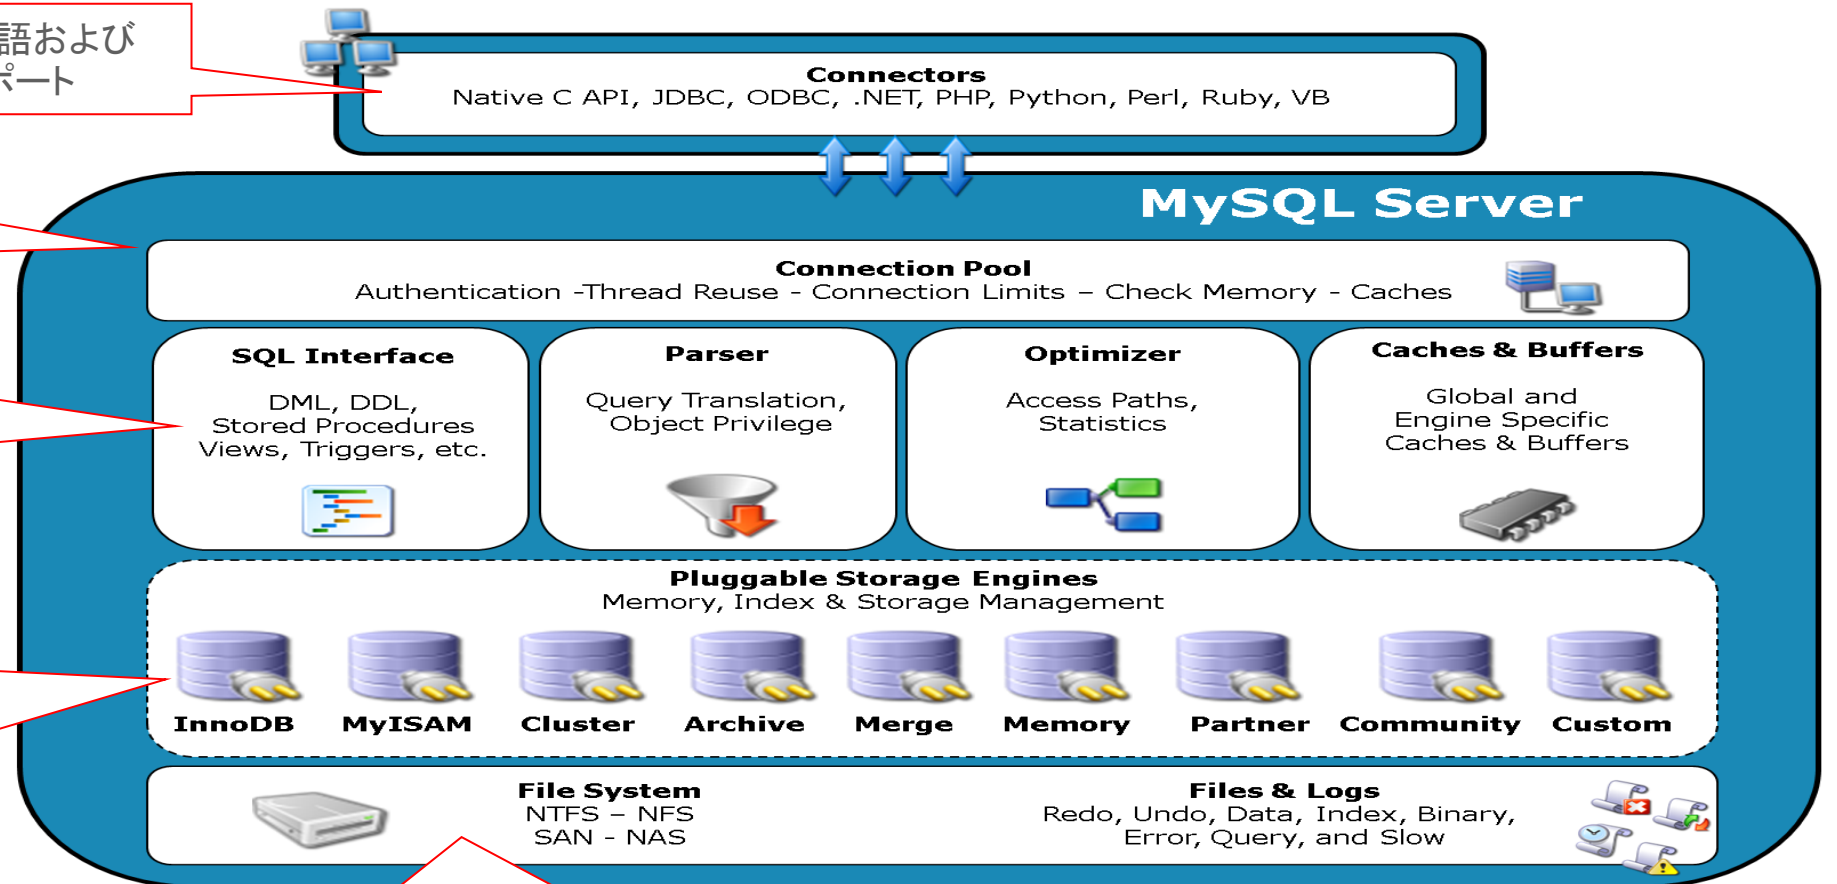 語および
ポート
Connectors
Native C API, JDBC, ODBC, .NET, PHP, Python, Perl, Ruby, VB
MySQL Server
Connection Pool
Authentication -Thread Reuse - Connection Limits – Check Memory - Caches
SQL Interface
DML, DDL,
Stored Procedures
Views, Triggers, etc.
Parser
Query Translation,
Object Privilege
Optimizer
Access Paths,
Statistics
Caches & Buffers
Global and
Engine Specific
Caches & Buffers
Pluggable Storage Engines
Memory, Index & Storage Management
InnoDB
MyISAM
Cluster
Archive
Merge
Memory
Partner
Community
Custom
File System
NTFS – NFS
SAN - NAS
Files & Logs
Redo, Undo, Data, Index, Binary,
Error, Query, and Slow